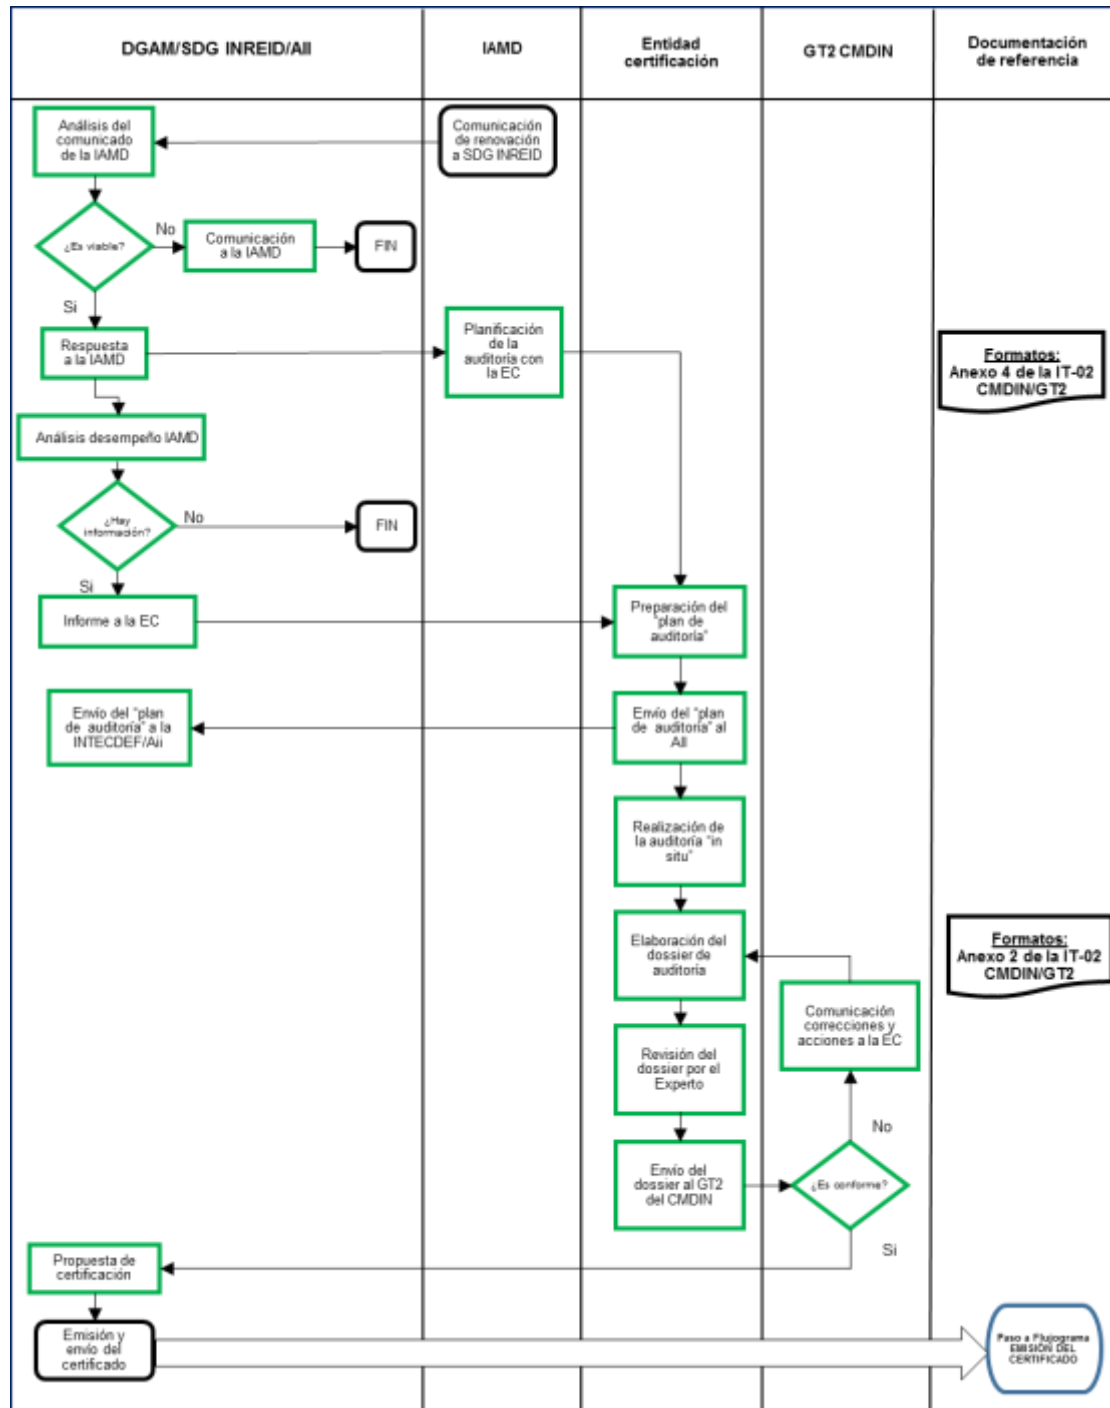 DGAM/SDG INREID/AII
IAMD
Entidad
certificación
GT2 CMDIN
Documentación
de referencia
Análisis del
comunicado
de la IAMD
Comunicación
de renovación
a SDG INREID
¿Es viable?
No
Comunicación
a la IAMD
FIN
Si
Respuesta
a la IAMD
Planificación
de la
auditoría con
la EC
Formatos:
Anexo 4 de la IT-02
CMDIN/GT2
Análisis desempeño IAMD
¿Hay
información?
No
FIN
Si
Informe a la EC
Preparación del
"plan de
auditoría"
Envío del "plan
de auditoría" a la
INTECDEF/Aii
Envío del "plan
de auditoría" al
AII
Realización de
la auditoría "in
situ"
Elaboración del
dossier de
auditoría
Formatos:
Anexo 2 de la IT-02
CMDIN/GT2
Comunicación
correcciones y
acciones a la EC
Revisión del
dossier por el
Experto
No
Envío del
dossier al GT2
del CMDIN
¿Es conforme?
Si
Propuesta de
certificación
Emisión y
envío del
certificado
Paso a Flujograma
EMISIÓN DEL
CERTIFICADO